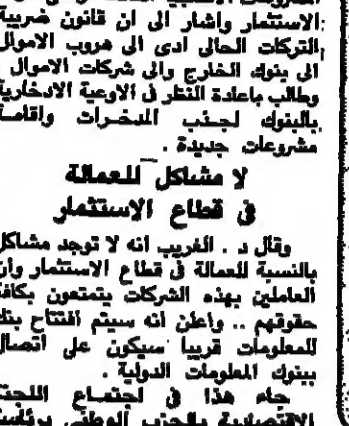 الاستثمار واشار الى ان قانون ضريبة
التركات الحالى ادى الى هروب الاموال
الى بنوك الخارج والى شركات الاموال .
وطالب باعادة النظر فى الاوعية الادخارية
بالبنوك لجذب المدخرات واقامة
مشروعات جديدة .
لا مشاكل للعمالة
فى قطاع الاستثمار
وقال د . الغريب انه لا توجد مشاكل
بالنسبة للعمالة فى قطاع الاستثمار وان
العاملين بهذه الشركات يتمتعون بكافة
حقوقهم .. واعلن أنه سيتم افتتاح بنك
للمعلومات قريبا سيكون على اتصال
ببنوك المعلومات الدولية .
جاء هذا فى اجتماع اللجنة
الاقتصادية بالحزب الوطنى برئاسة